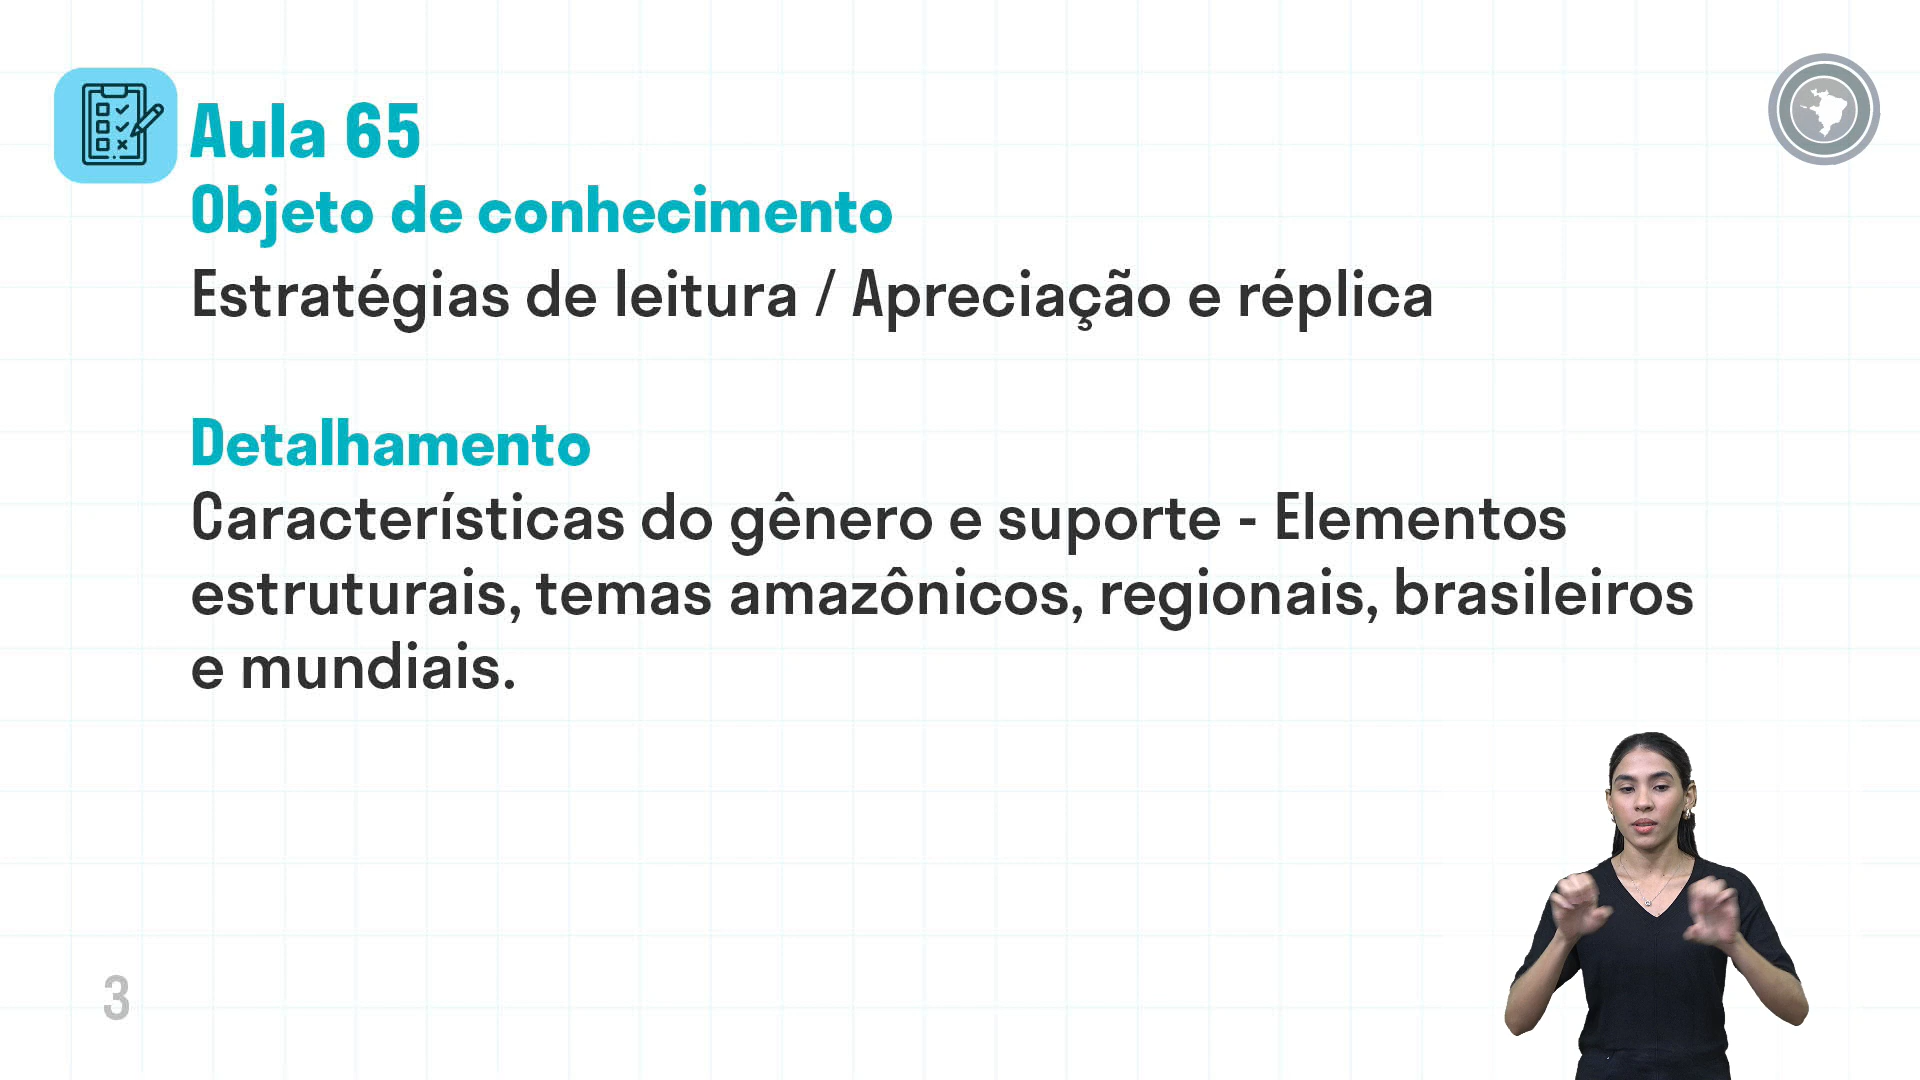 Aula 65
Objeto de conhecimento
Estratégias de leitura / Apreciação e réplica
Detalhamento
Características do gênero e suporte - Elementos
estruturais, temas amazônicos, regionais, brasileiros
e mundiais.
3